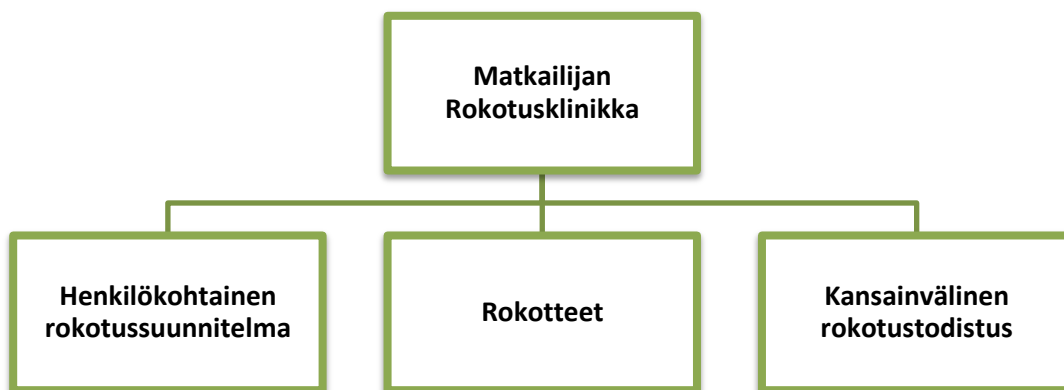 Matkailijan
Rokotusklinikka
Henkilökohtainen
rokotussuunnitelma
Rokotteet
Kansainvälinen
rokotustodistus